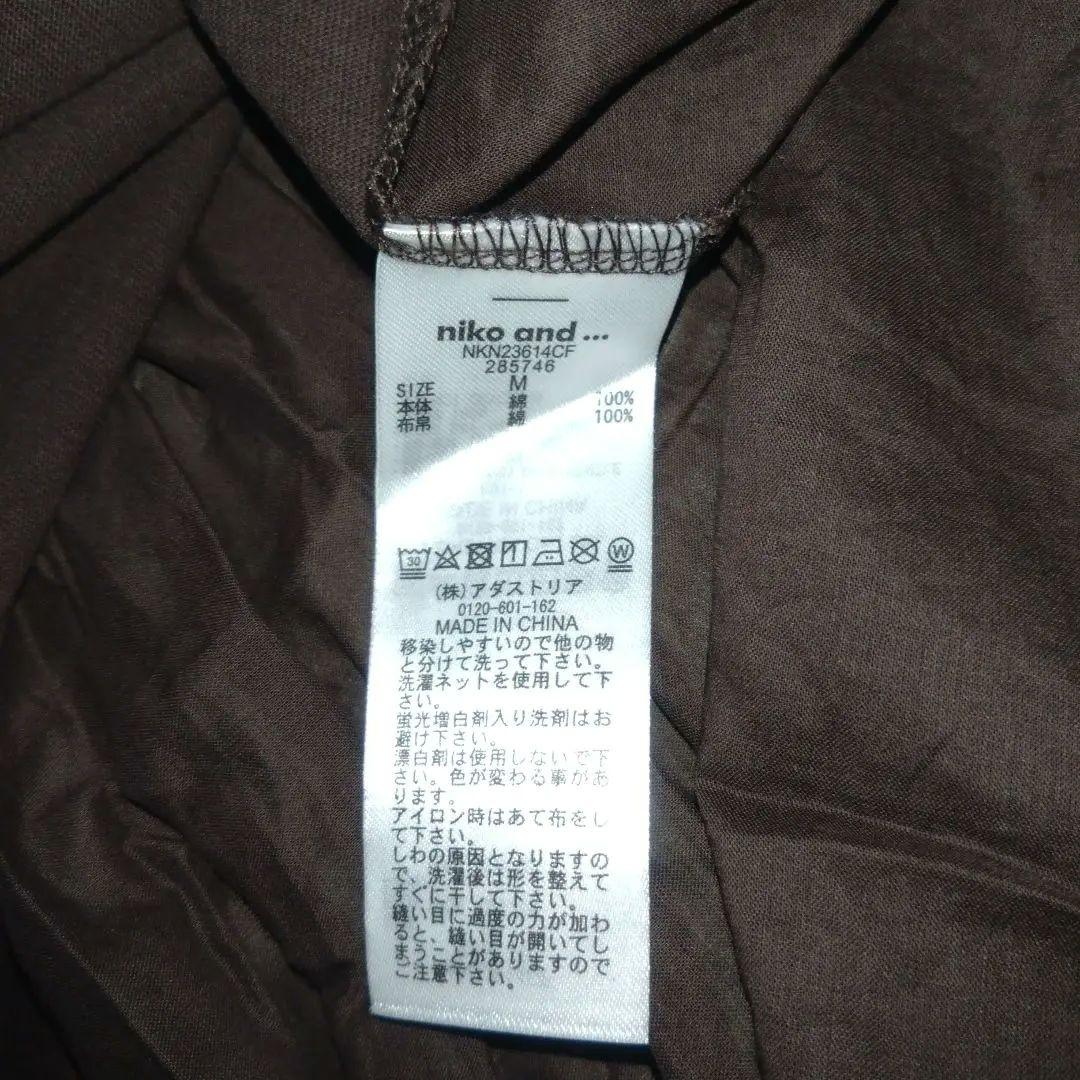 niko and ...
NKN23614CF
285746
SIZE M
本体 綿 100%
布帛 綿 100%
30 W
(株)アダストリア
0120-601-162
MADE IN CHINA
移染しやすいので他の物
と分けて洗って下さい。
洗濯ネットを使用して下
さい。
蛍光増白剤入り洗剤はお
避け下さい。
漂白剤は使用しないで下
さい。色が変わる事があ
ります。
アイロン時はあて布をし
て下さい。
しわの原因となりますの
で、洗濯後は形を整えて
すぐに干して下さい。
縫い目に過度の力が加わ
ると、縫い目が開いてし
まうことがありますので
ご注意下さい。